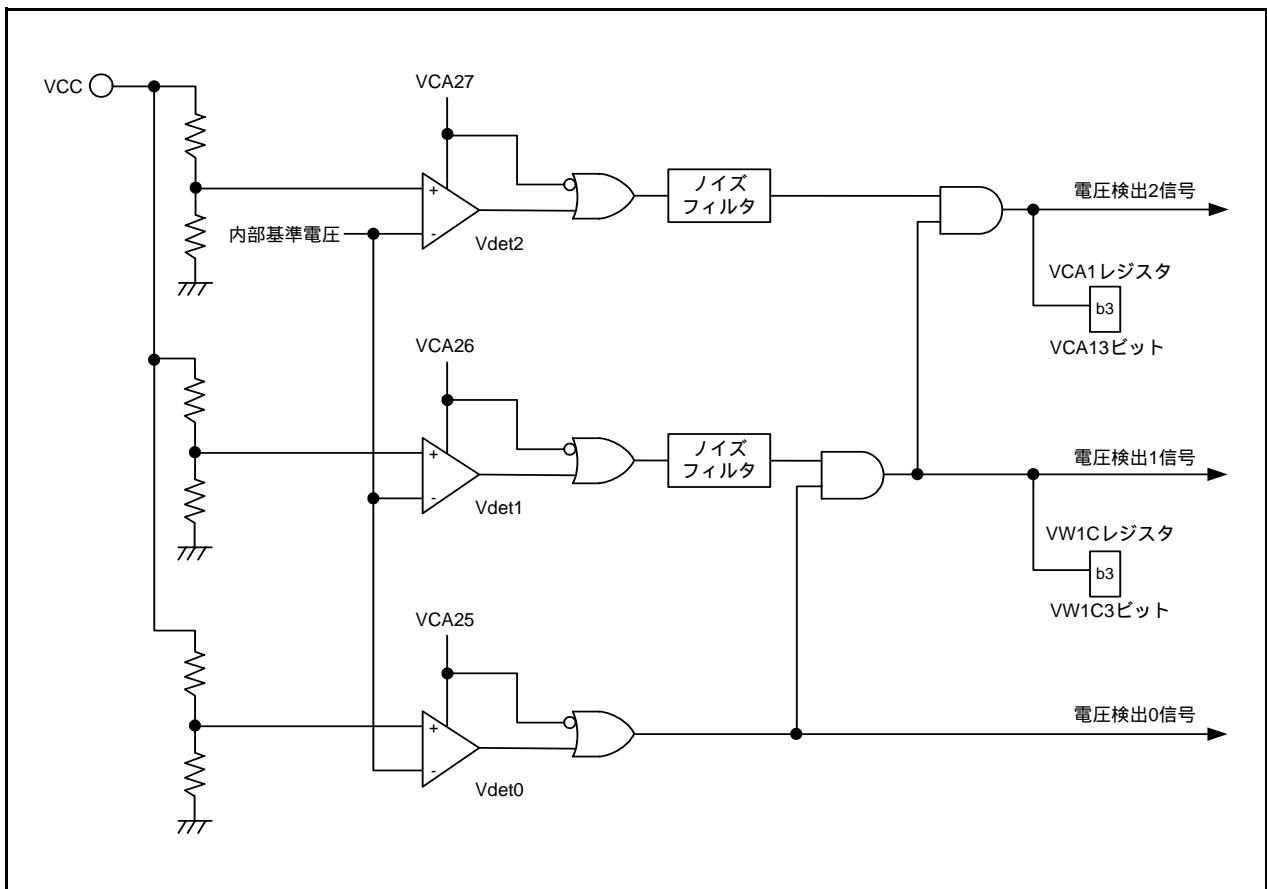 VCC
VCA27
+
-
Vdet2
内部基準電圧
ノイズ
フィルタ
電圧検出2信号
VCA1レジスタ
b3
VCA13ビット
VCA26
+
-
Vdet1
ノイズ
フィルタ
電圧検出1信号
VW1Cレジスタ
b3
VW1C3ビット
VCA25
+
-
Vdet0
電圧検出0信号